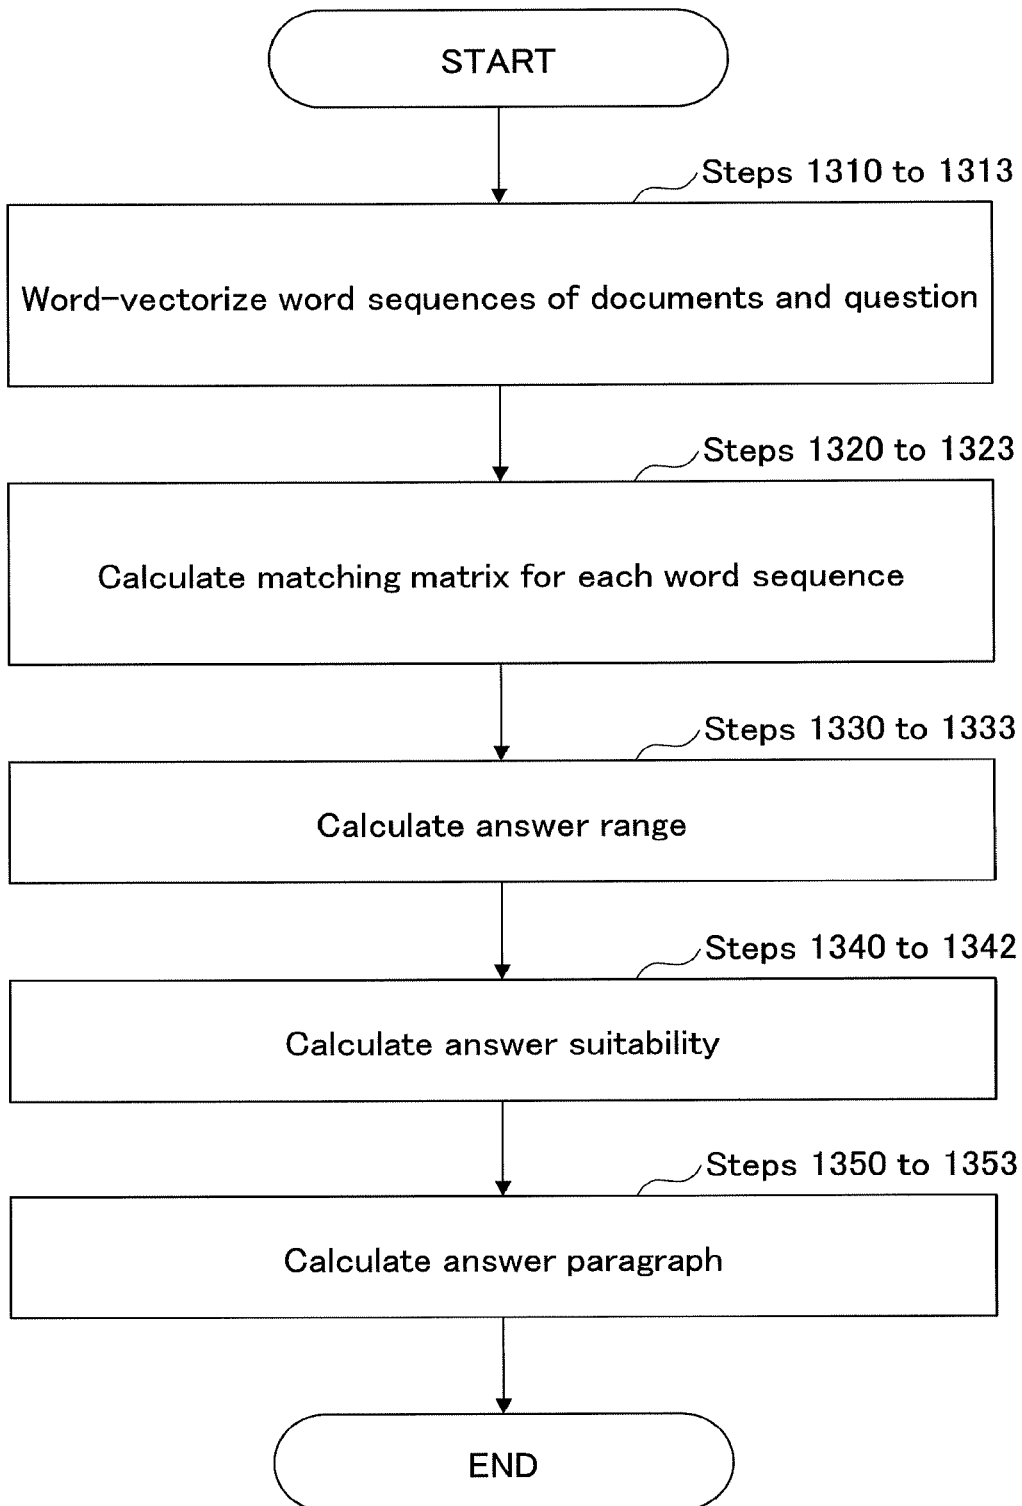 START
Steps 1310 to 1313
Word-vectorize word sequences of documents and question
Steps 1320 to 1323
Calculate matching matrix for each word sequence
Steps 1330 to 1333
Calculate answer range
Steps 1340 to 1342
Calculate answer suitability
Steps 1350 to 1353
Calculate answer paragraph
END